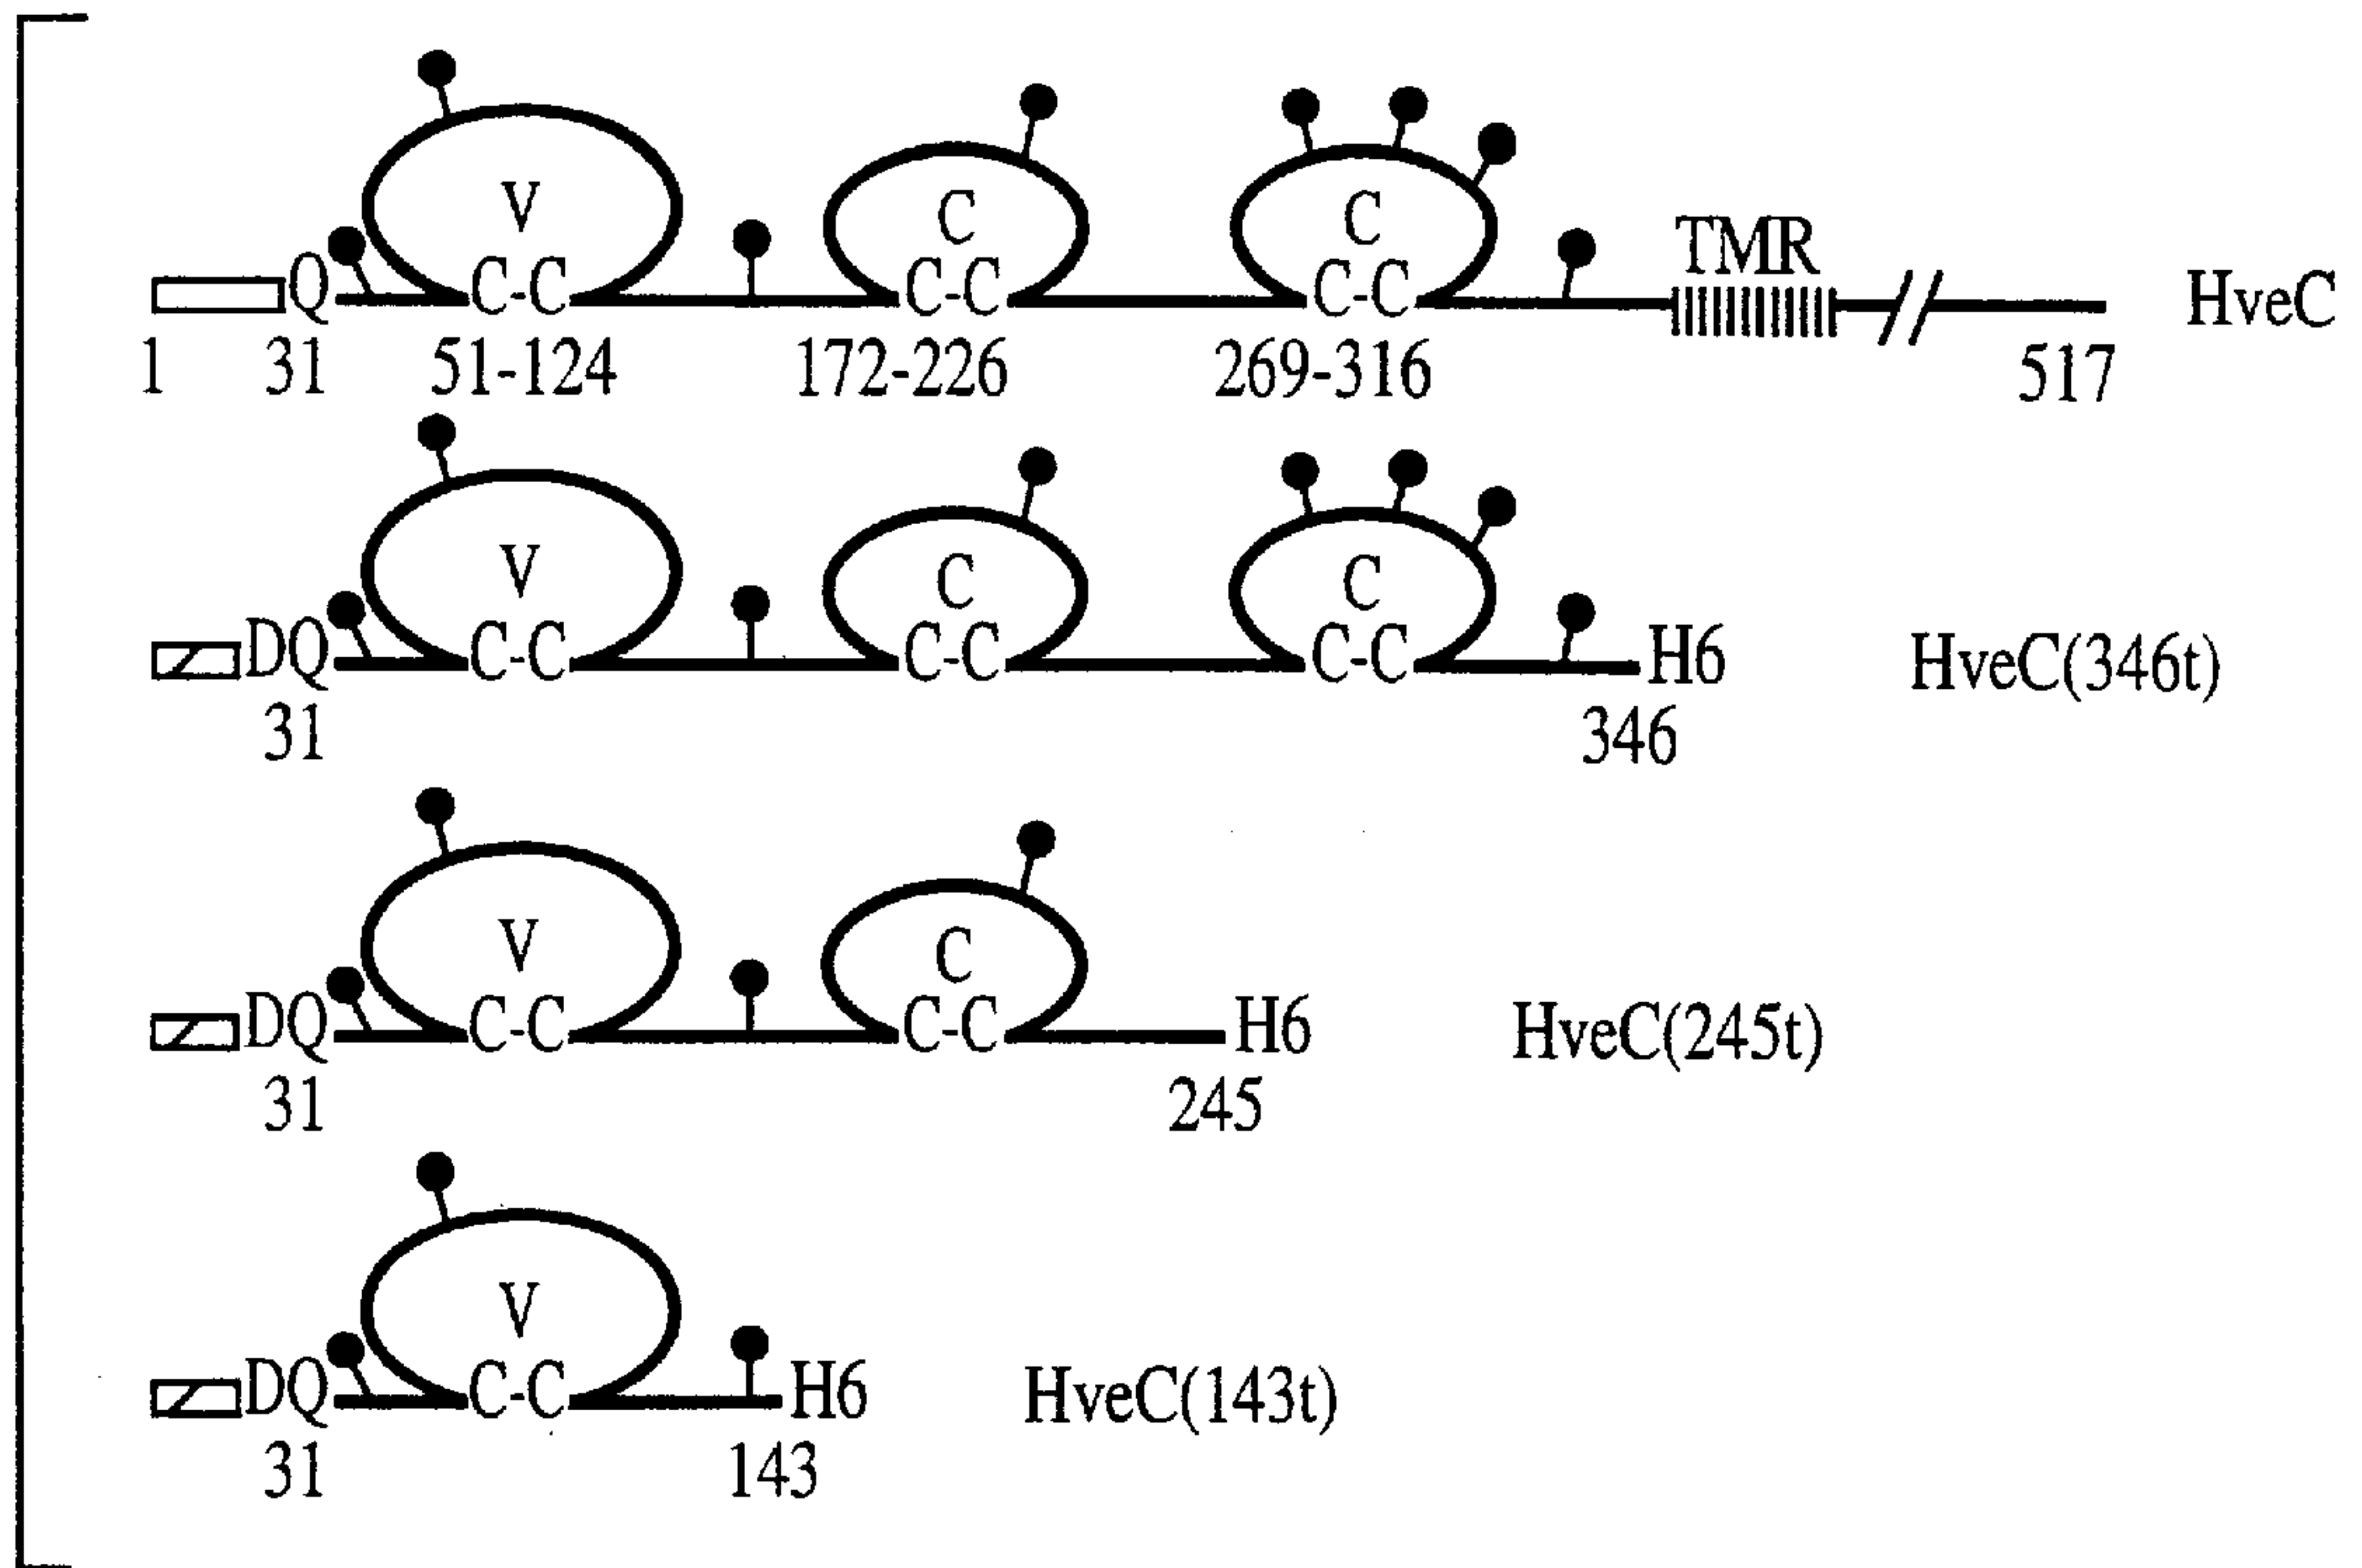 V C C TMR
Q C-C C-C C-C HveC
1 31 51-124 172-226 269-316 517
V C C
DQ C-C C-C C-C H6 HveC(346t)
31 346
V C
DQ C-C C-C H6 HveC(245t)
31 245
V
DQ C-C H6 HveC(143t)
31 143